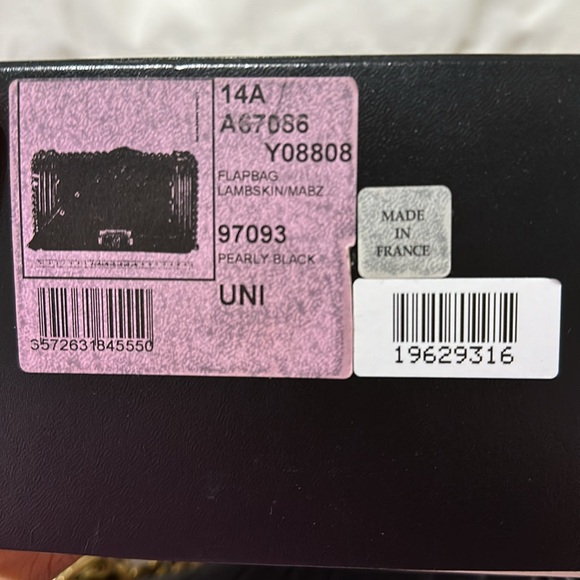 14A
A67086
Y08808
FLAPBAG
LAMBSKIN/MABZ
97093
PEARLY BLACK
UNI
3572631845550
MADE
IN
FRANCE
19629316